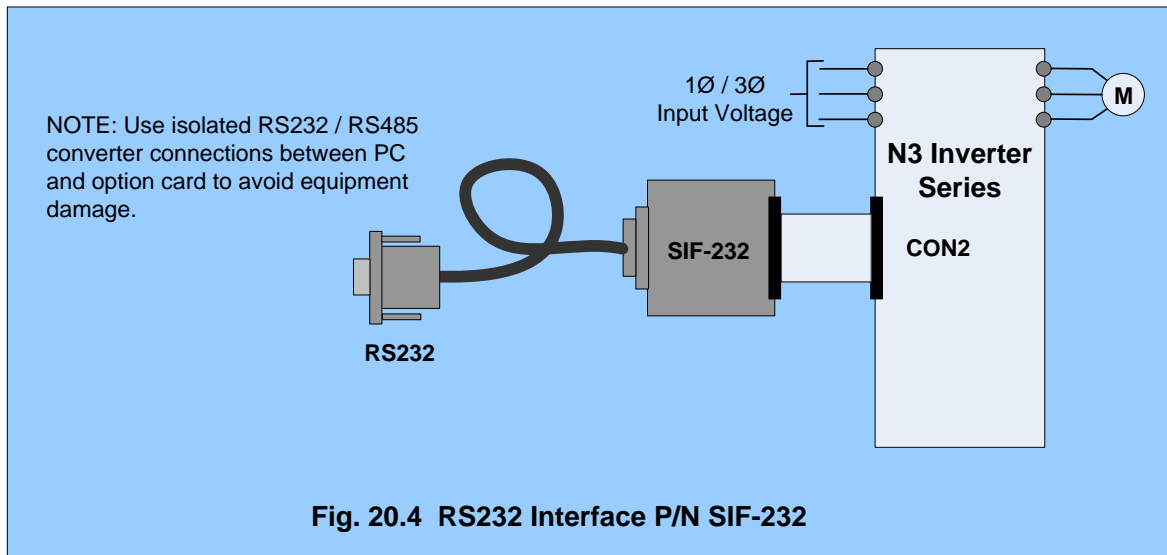 1Ø / 3Ø
Input Voltage
M
NOTE: Use isolated RS232 / RS485
converter connections between PC
and option card to avoid equipment
damage.
N3 Inverter
Series
SIF-232
CON2
RS232
Fig. 20.4 RS232 Interface P/N SIF-232